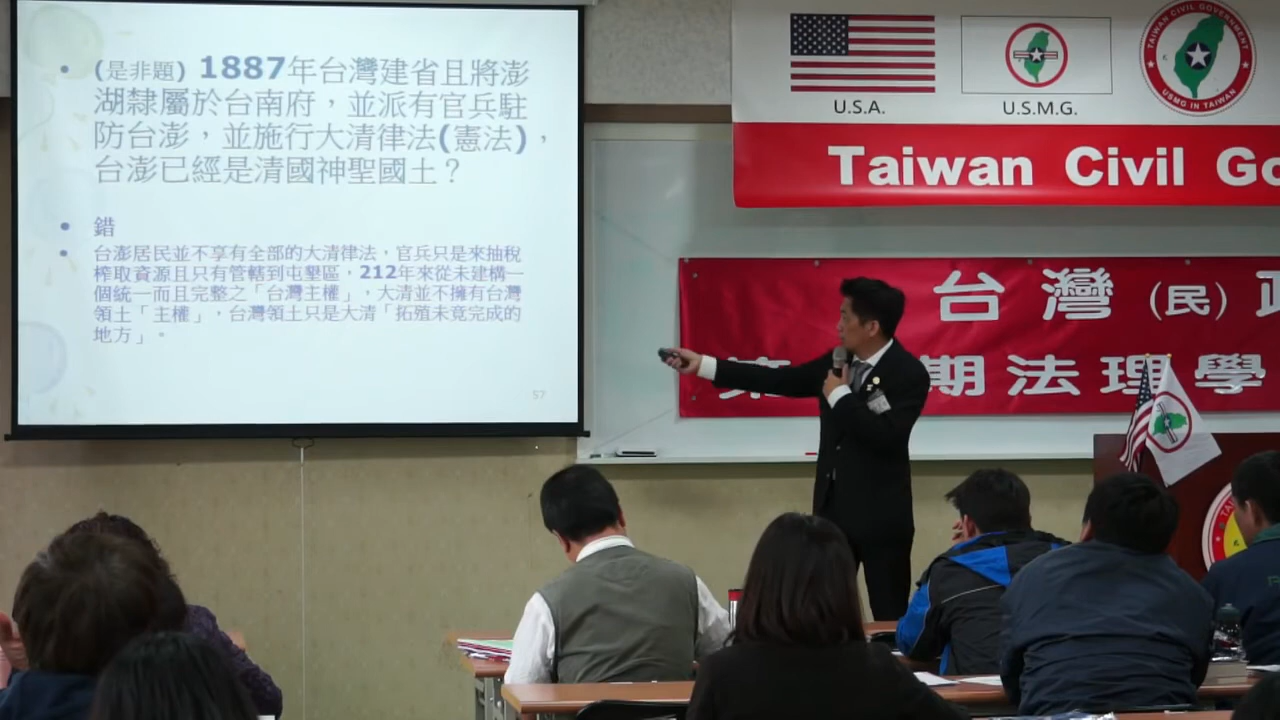 • (是非題) 1887年台灣建省且將澎
湖隸屬於台南府，並派有官兵駐
防台澎，並施行大清律法(憲法)，
台澎已經是清國神聖國土？
• 錯
• 台澎居民並不享有全部的大清律法，官兵只是來抽稅
榨取資源且只有管轄到屯墾區，212年來從未建構一
個統一而且完整之「台灣主權」，大清並不擁有台灣
領土「主權」，台灣領土只是大清「拓殖未竟完成的
地方」。
57
U.S.A.
U.S.M.G.
TAIWAN CIVIL GOVERNMENT
USMG IN TAIWAN
Taiwan Civil Go
台灣(民)政
第 期法理學